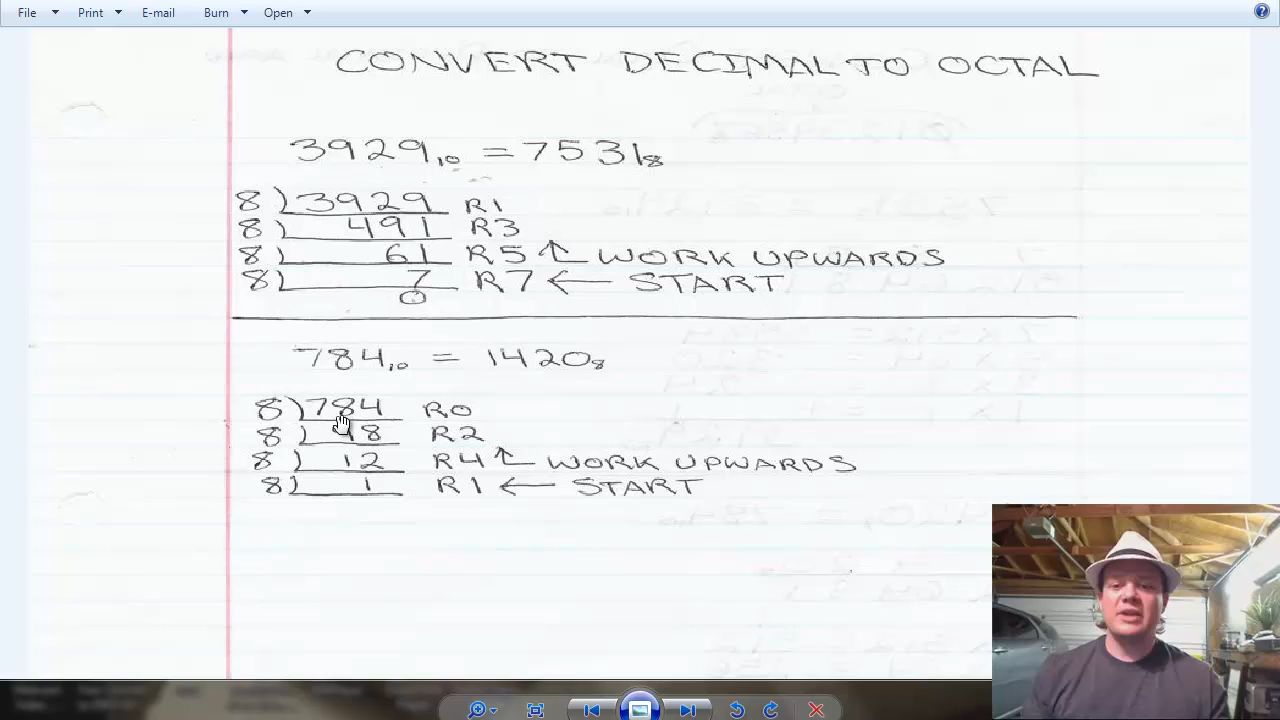 File Print E-mail Burn Open
CONVERT DECIMAL TO OCTAL
3929₁₀ = 7531₈
8 ) 3929 R1
8 ) 491 R3
8 ) 61 R5 ↑ WORK UPWARDS
8 ) 7 R7 ← START
0
784₁₀ = 1420₈
8 ) 784 R0
8 ) 8 R2
8 ) 12 R4 ↑ WORK UPWARDS
8 ) 1 R1 ← START